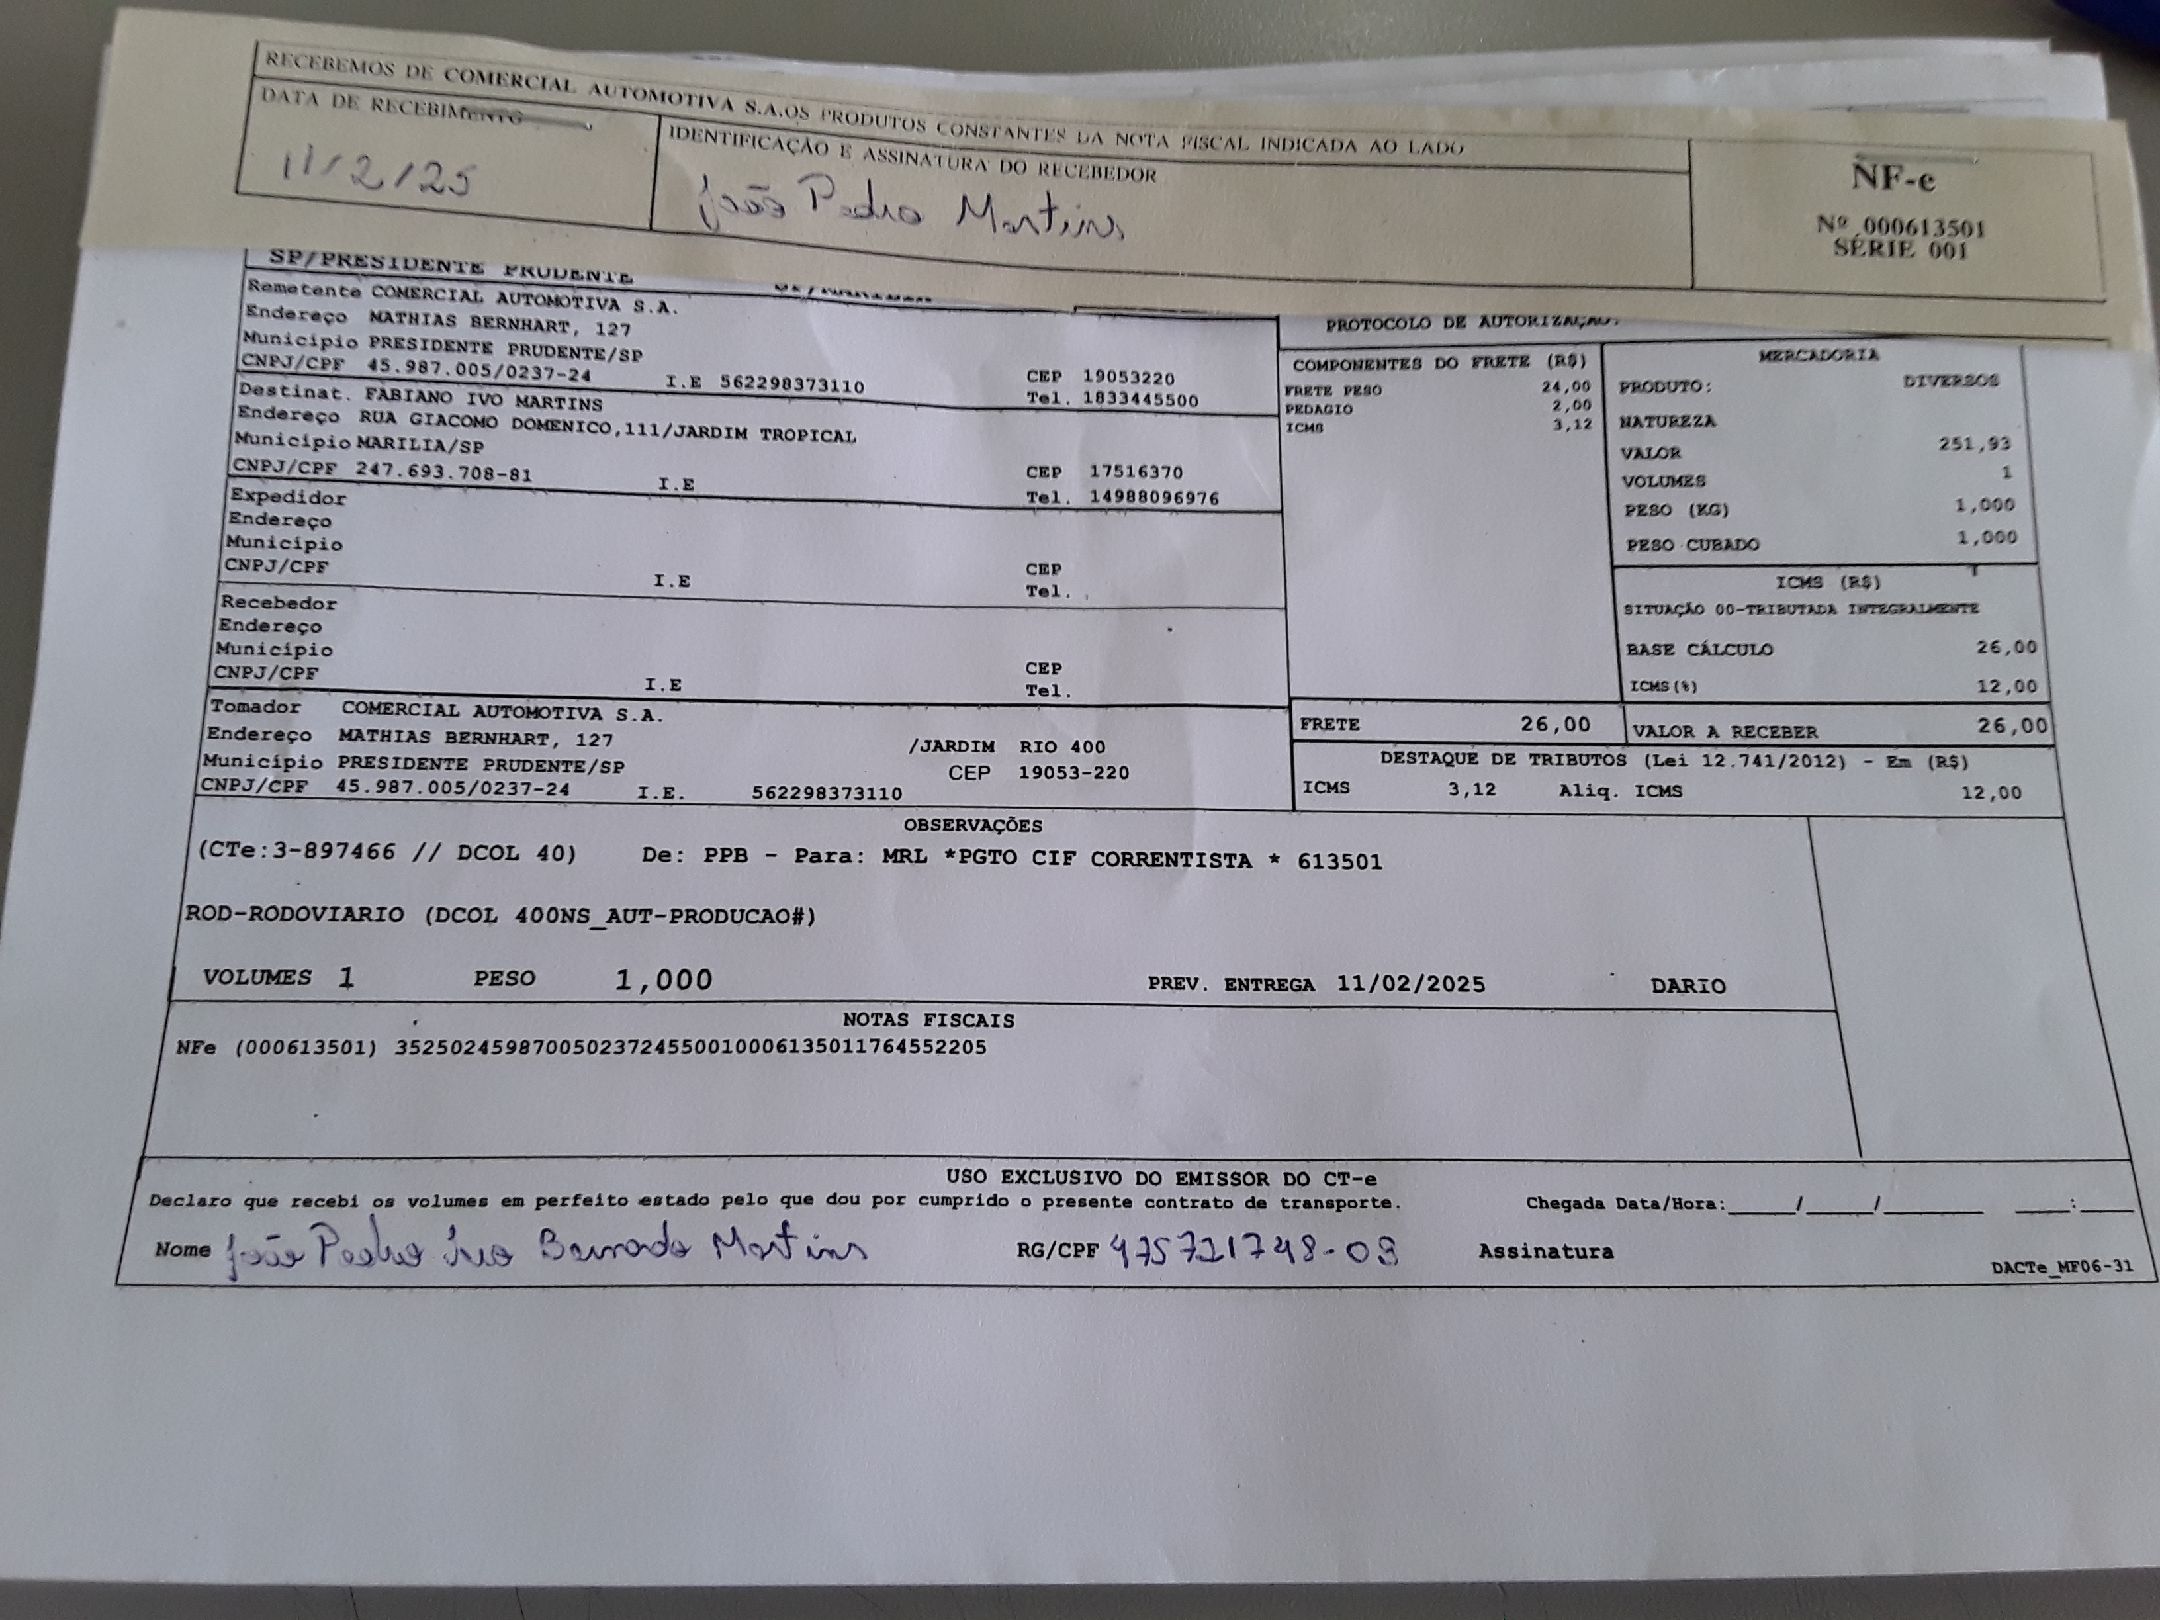 RECEBEMOS DE COMERCIAL AUTOMOTIVA S.A.OS PRODUTOS CONSTANTES DA NOTA FISCAL INDICADA AO LADO
DATA DE RECEBIMENTO
11/2/25
IDENTIFICAÇÃO E ASSINATURA DO RECEBEDOR
João Pedro Martins
NF-e
Nº 000613501
SÉRIE 001
SP/PRESIDENTE PRUDENTE
Remetente COMERCIAL AUTOMOTIVA S.A.
Endereço MATHIAS BERNHART, 127
Município PRESIDENTE PRUDENTE/SP
CNPJ/CPF 45.987.005/0237-24 I.E 562298373110
CEP 19053220
Tel. 1833445500
Destinat. FABIANO IVO MARTINS
Endereço RUA GIACOMO DOMENICO,111/JARDIM TROPICAL
Município MARILIA/SP
CNPJ/CPF 247.693.708-81 I.E
CEP 17516370
Tel. 14988096976
Expedidor
Endereço
Município
CNPJ/CPF I.E
CEP
Tel.
Recebedor
Endereço
Município
CNPJ/CPF I.E
CEP
Tel.
Tomador COMERCIAL AUTOMOTIVA S.A.
Endereço MATHIAS BERNHART, 127 /JARDIM RIO 400
Município PRESIDENTE PRUDENTE/SP CEP 19053-220
CNPJ/CPF 45.987.005/0237-24 I.E. 562298373110
PROTOCOLO DE AUTORIZAÇÃO:
COMPONENTES DO FRETE (R$)
FRETE PESO 24,00
PEDAGIO 2,00
ICMS 3,12
MERCADORIA
PRODUTO: DIVERSOS
NATUREZA
VALOR 251,93
VOLUMES 1
PESO (KG) 1,000
PESO CUBADO 1,000
ICMS (R$)
SITUAÇÃO 00-TRIBUTADA INTEGRALMENTE
BASE CÁLCULO 26,00
ICMS(%) 12,00
FRETE 26,00 VALOR A RECEBER 26,00
DESTAQUE DE TRIBUTOS (Lei 12.741/2012) - Em (R$)
ICMS 3,12 Aliq. ICMS 12,00
OBSERVAÇÕES
(CTe:3-897466 // DCOL 40) De: PPB - Para: MRL *PGTO CIF CORRENTISTA * 613501
ROD-RODOVIARIO (DCOL 400NS_AUT-PRODUCAO#)
VOLUMES 1 PESO 1,000 PREV. ENTREGA 11/02/2025 DARIO
NOTAS FISCAIS
NFe (000613501) 35250245987005023724550010006135011764552205
USO EXCLUSIVO DO EMISSOR DO CT-e
Declaro que recebi os volumes em perfeito estado pelo que dou por cumprido o presente contrato de transporte. Chegada Data/Hora:_____/_____/_______ ____:____
Nome João Pedro Martins RG/CPF 475721748-09 Assinatura
DACTe_MF06-31